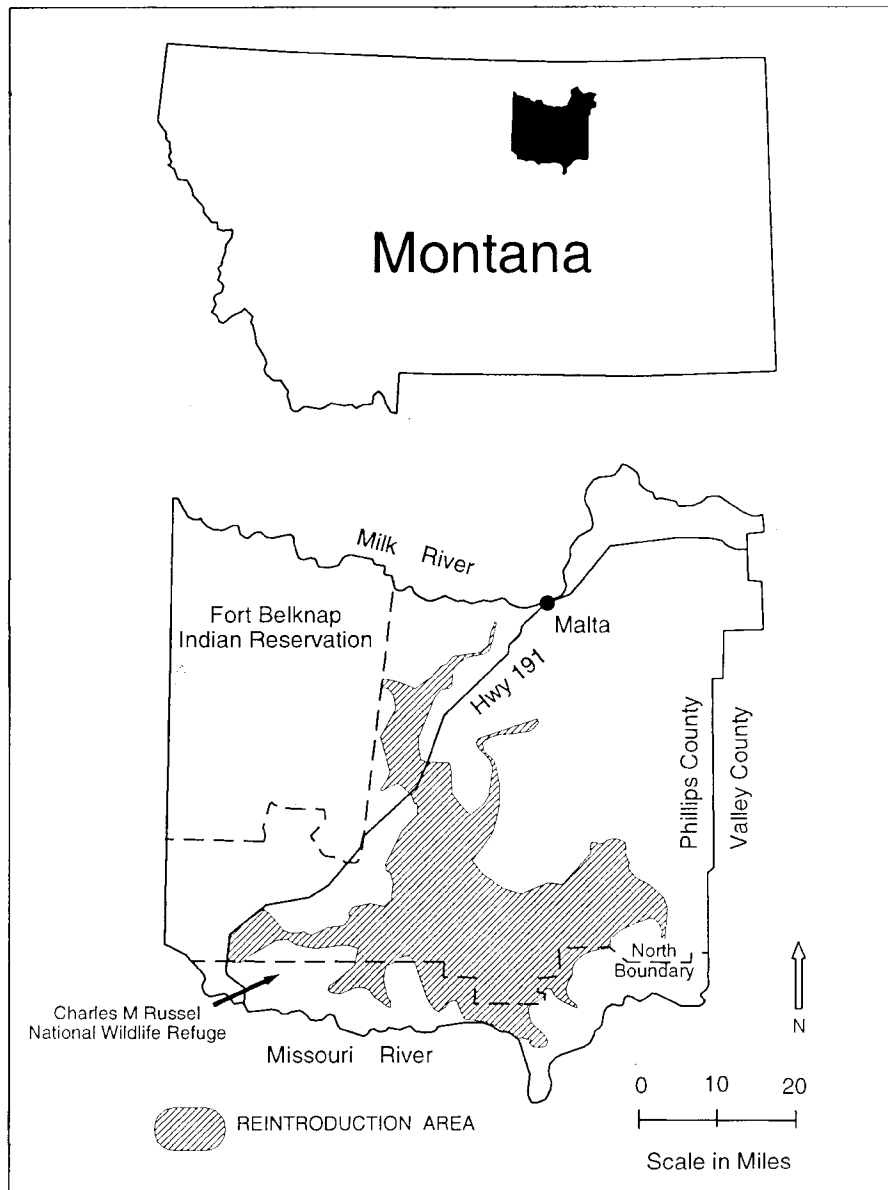 Montana
Milk River
Fort Belknap
Indian Reservation
Malta
Hwy 191
Phillips County
Valley County
North
Boundary
Charles M Russel
National Wildlife Refuge
Missouri River
N
REINTRODUCTION AREA
0 10 20
Scale in Miles